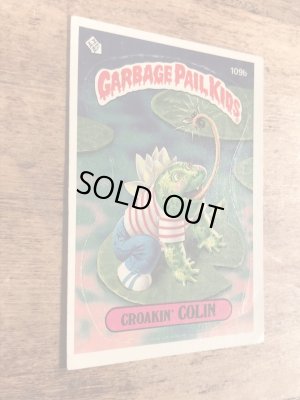 109b
GARBAGE PAIL KIDS
SOLD OUT
CROAKIN' COLIN